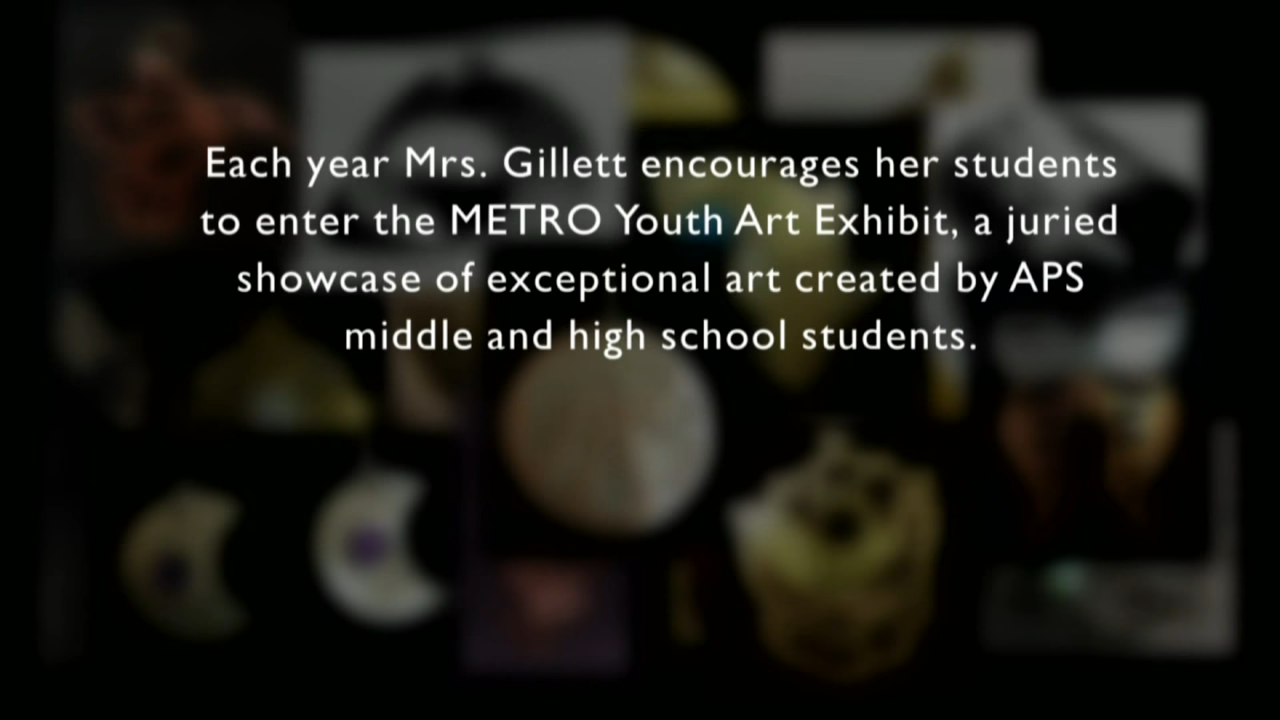 Each year Mrs. Gillett encourages her students
to enter the METRO Youth Art Exhibit, a juried
showcase of exceptional art created by APS
middle and high school students.